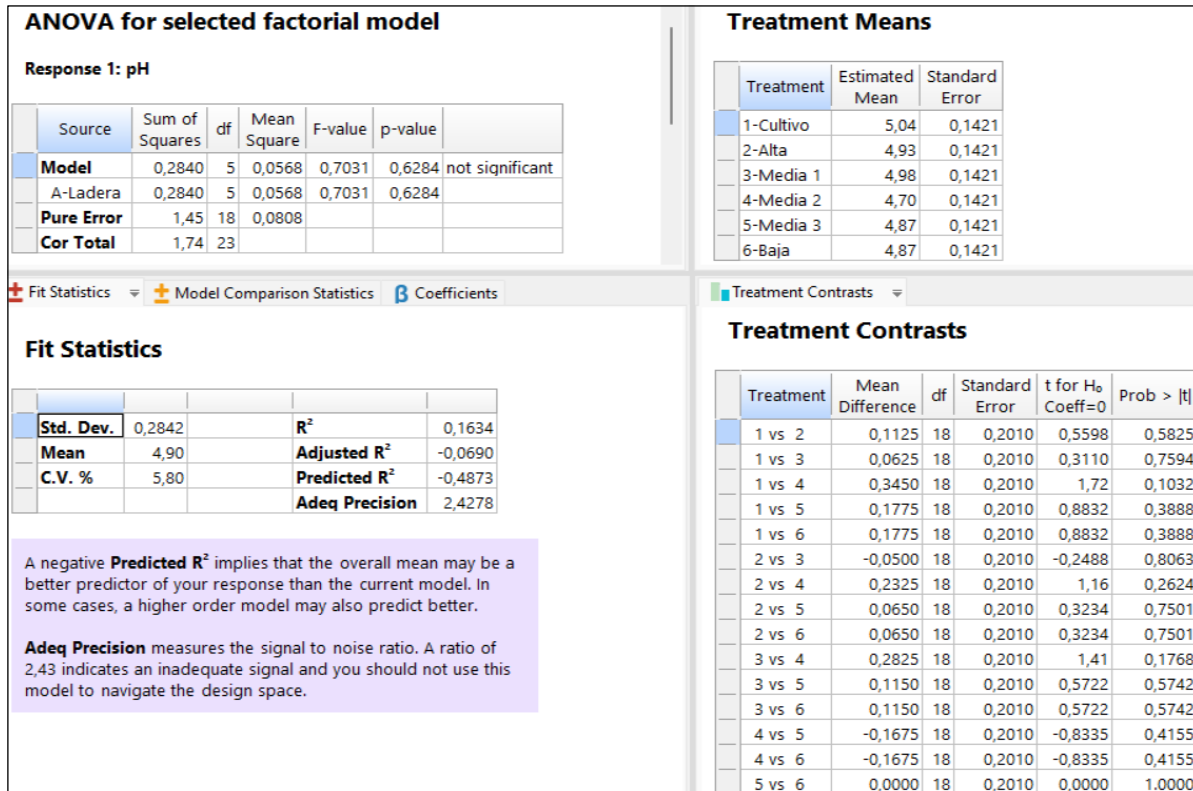 ANOVA for selected factorial model
Response 1: pH
Source Sum of Squares df Mean Square F-value p-value
Model 0,2840 5 0,0568 0,7031 0,6284 not significant
A-Ladera 0,2840 5 0,0568 0,7031 0,6284
Pure Error 1,45 18 0,0808
Cor Total 1,74 23
Treatment Means
Treatment Estimated Mean Standard Error
1-Cultivo 5,04 0,1421
2-Alta 4,93 0,1421
3-Media 1 4,98 0,1421
4-Media 2 4,70 0,1421
5-Media 3 4,87 0,1421
6-Baja 4,87 0,1421
Fit Statistics Model Comparison Statistics β Coefficients
Fit Statistics
Std. Dev. 0,2842 R² 0,1634
Mean 4,90 Adjusted R² -0,0690
C.V. % 5,80 Predicted R² -0,4873
Adeq Precision 2,4278
A negative Predicted R² implies that the overall mean may be a
better predictor of your response than the current model. In
some cases, a higher order model may also predict better.
Adeq Precision measures the signal to noise ratio. A ratio of
2,43 indicates an inadequate signal and you should not use this
model to navigate the design space.
Treatment Contrasts
Treatment Contrasts
Treatment Mean Difference df Standard Error t for H₀ Coeff=0 Prob > |t|
1 vs 2 0,1125 18 0,2010 0,5598 0,5825
1 vs 3 0,0625 18 0,2010 0,3110 0,7594
1 vs 4 0,3450 18 0,2010 1,72 0,1032
1 vs 5 0,1775 18 0,2010 0,8832 0,3888
1 vs 6 0,1775 18 0,2010 0,8832 0,3888
2 vs 3 -0,0500 18 0,2010 -0,2488 0,8063
2 vs 4 0,2325 18 0,2010 1,16 0,2624
2 vs 5 0,0650 18 0,2010 0,3234 0,7501
2 vs 6 0,0650 18 0,2010 0,3234 0,7501
3 vs 4 0,2825 18 0,2010 1,41 0,1768
3 vs 5 0,1150 18 0,2010 0,5722 0,5742
3 vs 6 0,1150 18 0,2010 0,5722 0,5742
4 vs 5 -0,1675 18 0,2010 -0,8335 0,4155
4 vs 6 -0,1675 18 0,2010 -0,8335 0,4155
5 vs 6 0,0000 18 0,2010 0,0000 1,0000